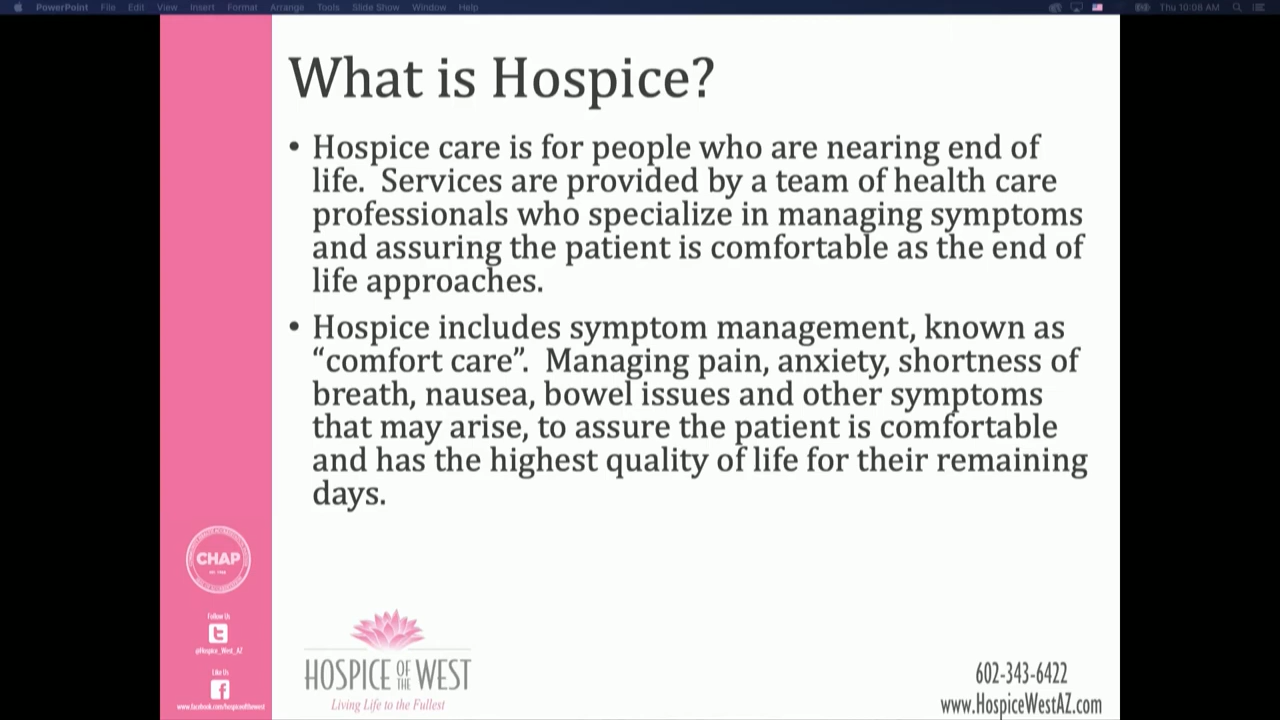 PowerPoint File Edit View Insert Format Arrange Tools Slide Show Window Help Thu 10:08 AM
What is Hospice?
• Hospice care is for people who are nearing end of
life. Services are provided by a team of health care
professionals who specialize in managing symptoms
and assuring the patient is comfortable as the end of
life approaches.
• Hospice includes symptom management, known as
“comfort care”. Managing pain, anxiety, shortness of
breath, nausea, bowel issues and other symptoms
that may arise, to assure the patient is comfortable
and has the highest quality of life for their remaining
days.
CHAP
Follow Us
@Hospice_West_AZ
Like Us
www.facebook.com/hospiceofthewest
HOSPICE OF THE WEST
Living Life to the Fullest
602-343-6422
www.HospiceWestAZ.com